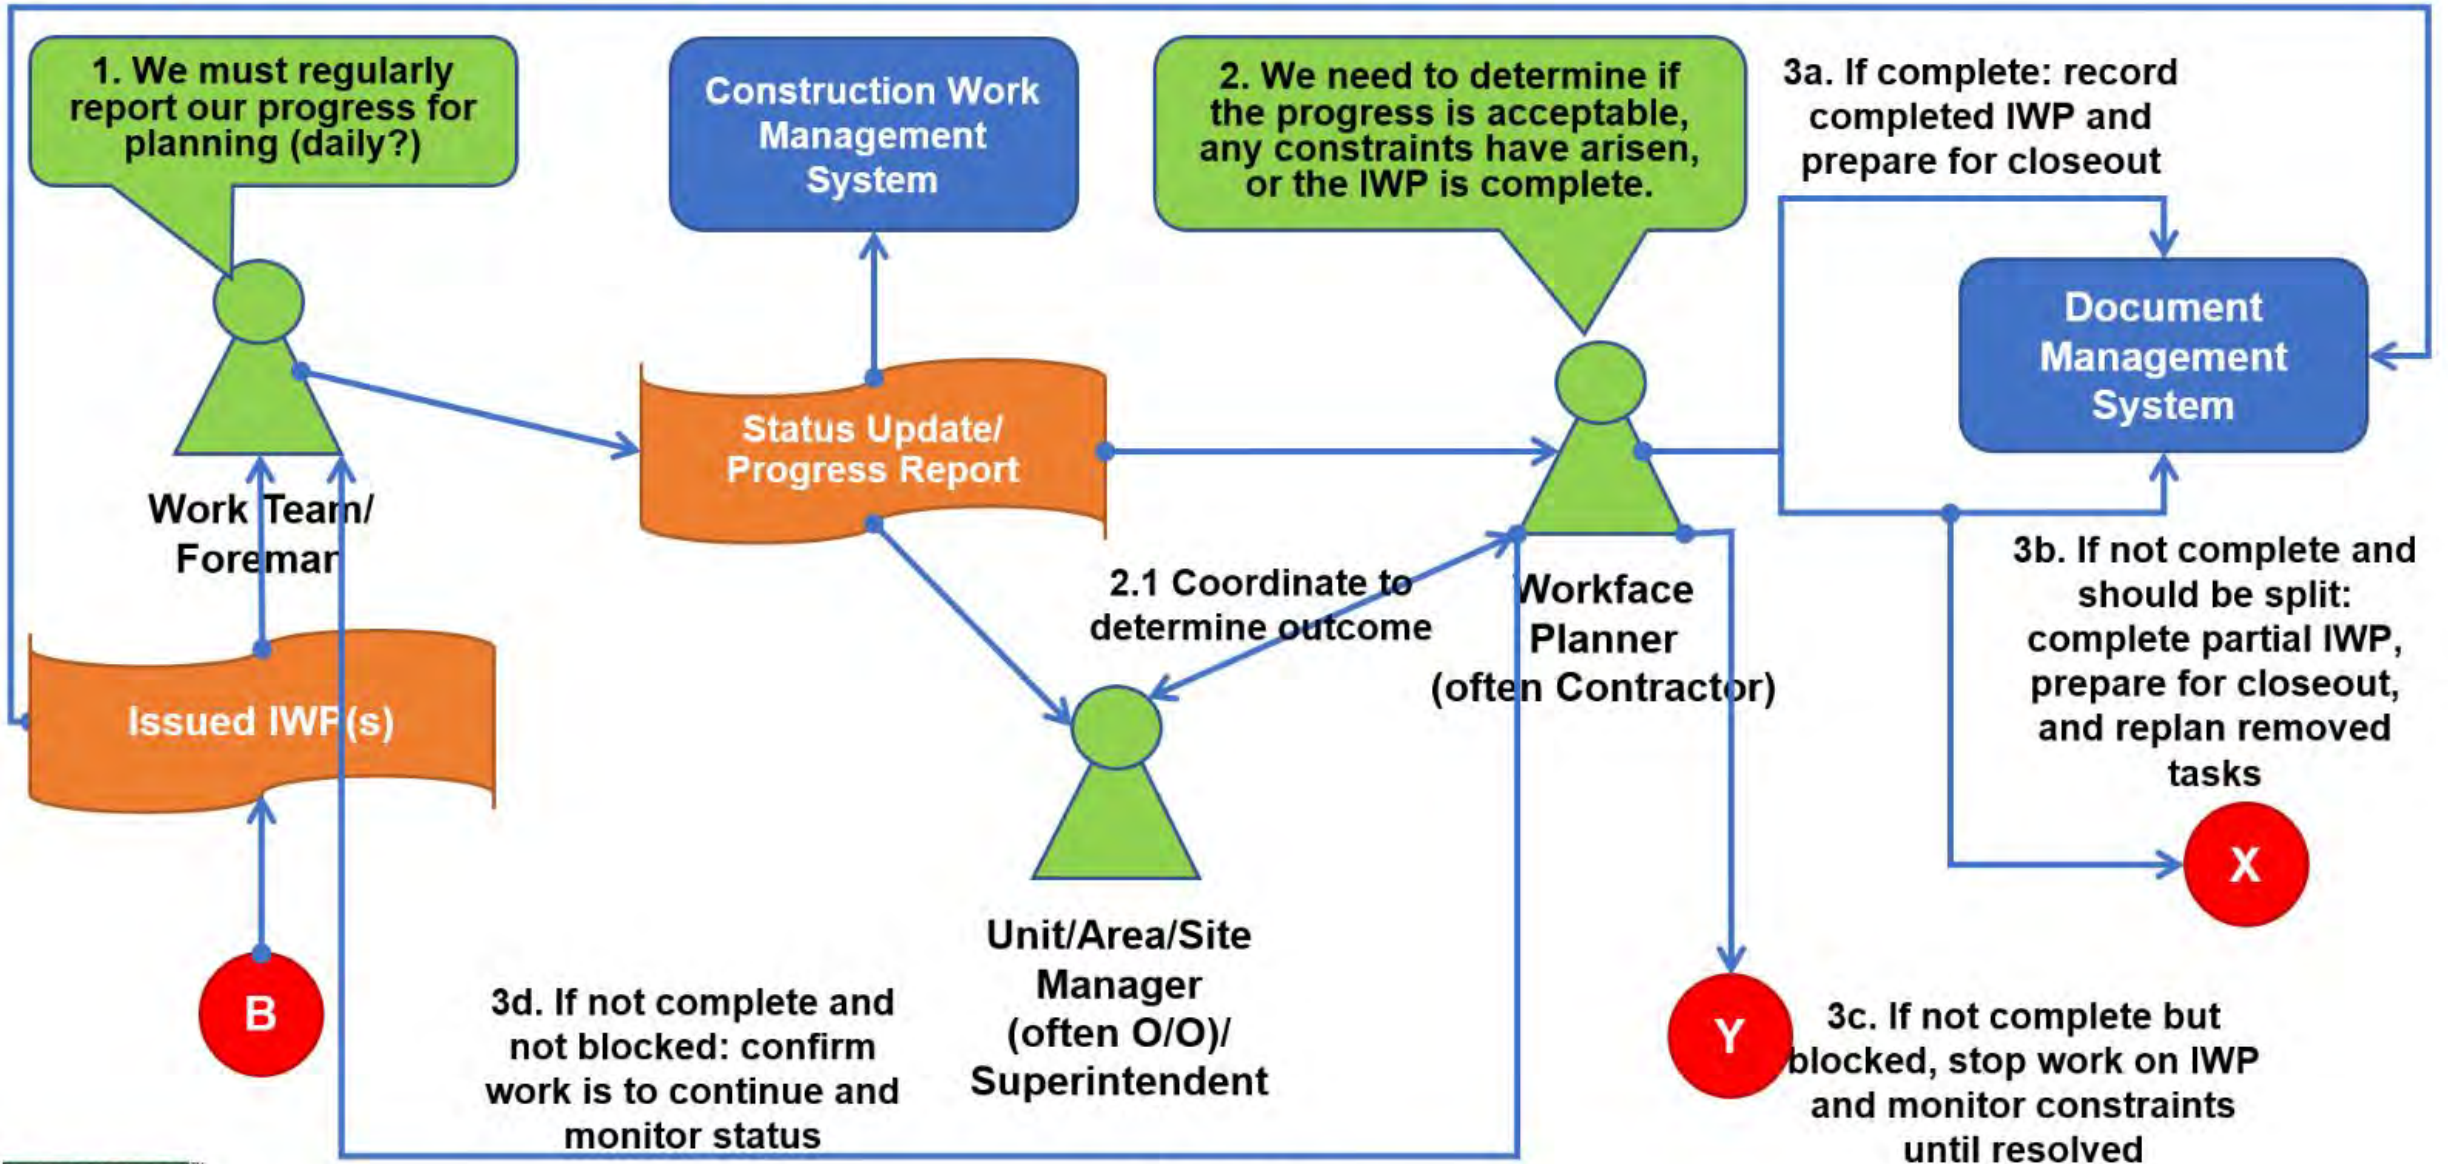 1. We must regularly
report our progress for
planning (daily?)
Construction Work
Management
System
2. We need to determine if
the progress is acceptable,
any constraints have arisen,
or the IWP is complete.
3a. If complete: record
completed IWP and
prepare for closeout
Document
Management
System
Status Update/
Progress Report
Work Team/
Foreman
2.1 Coordinate to
determine outcome
Workface
Planner
(often Contractor)
3b. If not complete and
should be split:
complete partial IWP,
prepare for closeout,
and replan removed
tasks
Issued IWP(s)
X
B
Unit/Area/Site
Manager
(often O/O)/
Superintendent
3d. If not complete and
not blocked: confirm
work is to continue and
monitor status
Y
3c. If not complete but
blocked, stop work on IWP
and monitor constraints
until resolved